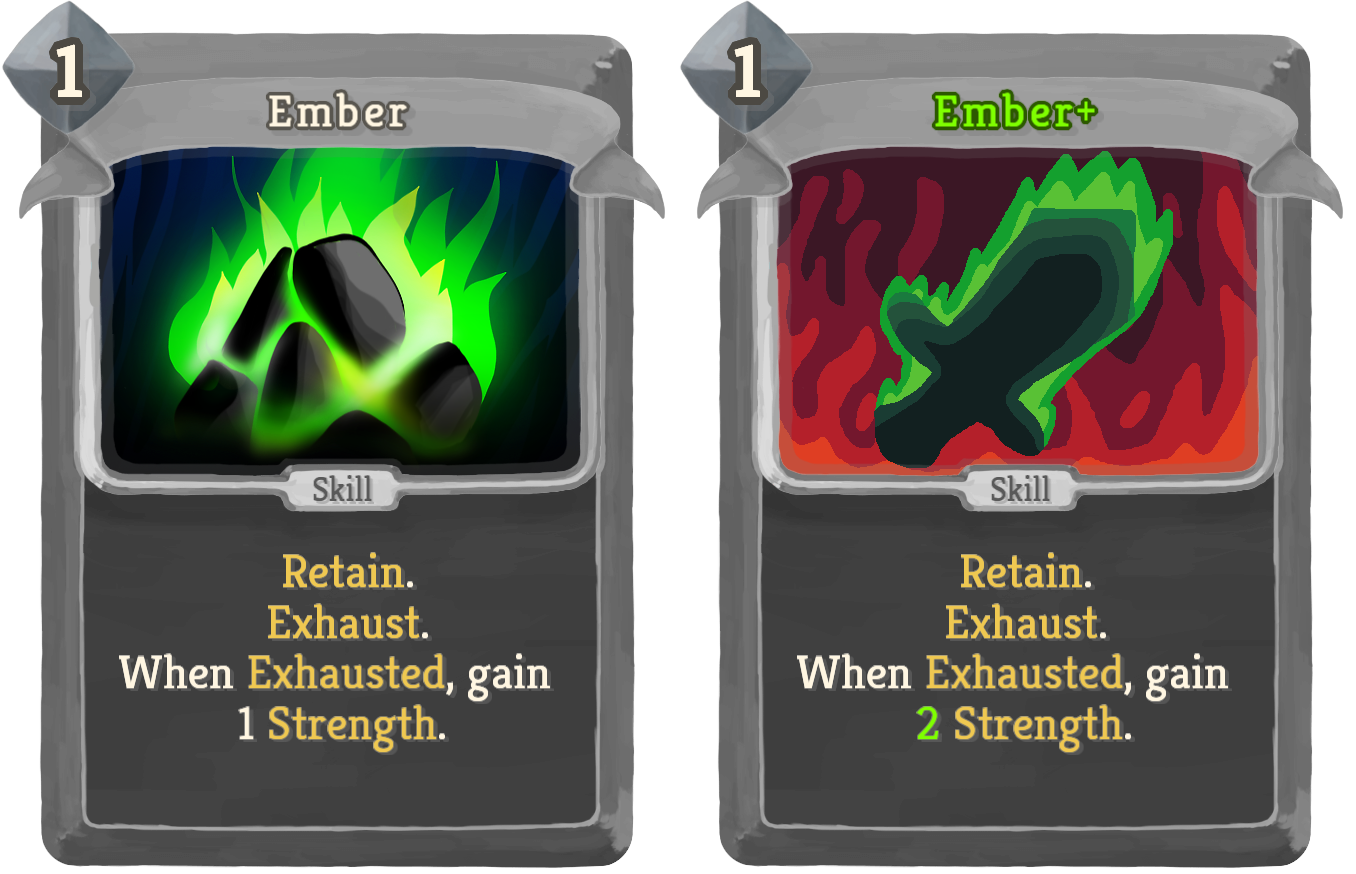 1
Ember
Skill
Retain.
Exhaust.
When Exhausted, gain
1 Strength.
1
Ember+
Skill
Retain.
Exhaust.
When Exhausted, gain
2 Strength.